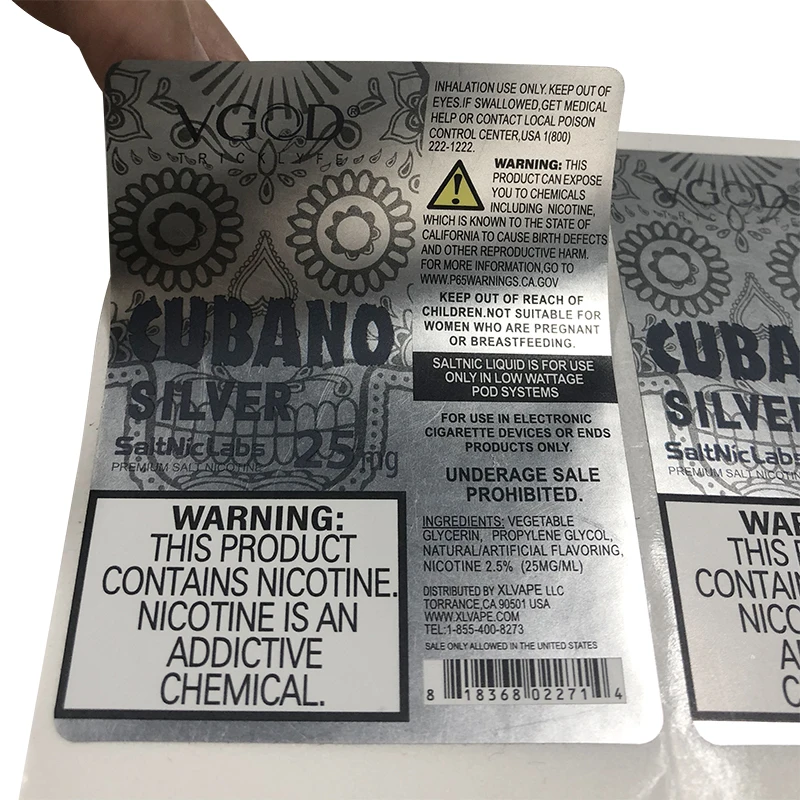 VGOD®
TRICKLYFE
CUBANO
SILVER
SaltNicLabs 25mg
PREMIUM SALT NICOTINE
WARNING:
THIS PRODUCT
CONTAINS NICOTINE.
NICOTINE IS AN
ADDICTIVE
CHEMICAL.
INHALATION USE ONLY. KEEP OUT OF
EYES.IF SWALLOWED,GET MEDICAL
HELP OR CONTACT LOCAL POISON
CONTROL CENTER,USA 1(800)
222-1222.
WARNING: THIS
PRODUCT CAN EXPOSE
YOU TO CHEMICALS
INCLUDING NICOTINE,
WHICH IS KNOWN TO THE STATE OF
CALIFORNIA TO CAUSE BIRTH DEFECTS
AND OTHER REPRODUCTIVE HARM.
FOR MORE INFORMATION,GO TO
WWW.P65WARNINGS.CA.GOV
KEEP OUT OF REACH OF
CHILDREN.NOT SUITABLE FOR
WOMEN WHO ARE PREGNANT
OR BREASTFEEDING.
SALTNIC LIQUID IS FOR USE
ONLY IN LOW WATTAGE
POD SYSTEMS
FOR USE IN ELECTRONIC
CIGARETTE DEVICES OR ENDS
PRODUCTS ONLY.
UNDERAGE SALE
PROHIBITED.
INGREDIENTS: VEGETABLE
GLYCERIN, PROPYLENE GLYCOL,
NATURAL/ARTIFICIAL FLAVORING,
NICOTINE 2.5% (25MG/ML)
DISTRIBUTED BY XLVAPE LLC
TORRANCE,CA 90501 USA
WWW.XLVAPE.COM
TEL:1-855-400-8273
SALE ONLY ALLOWED IN THE UNITED STATES
8 18368 02271 4
VGOD
CUBA
SILVER
SaltNicLabs
PREMIUM SALT NICOTIN
WAR
THIS
CONTAI
NICO
A
C